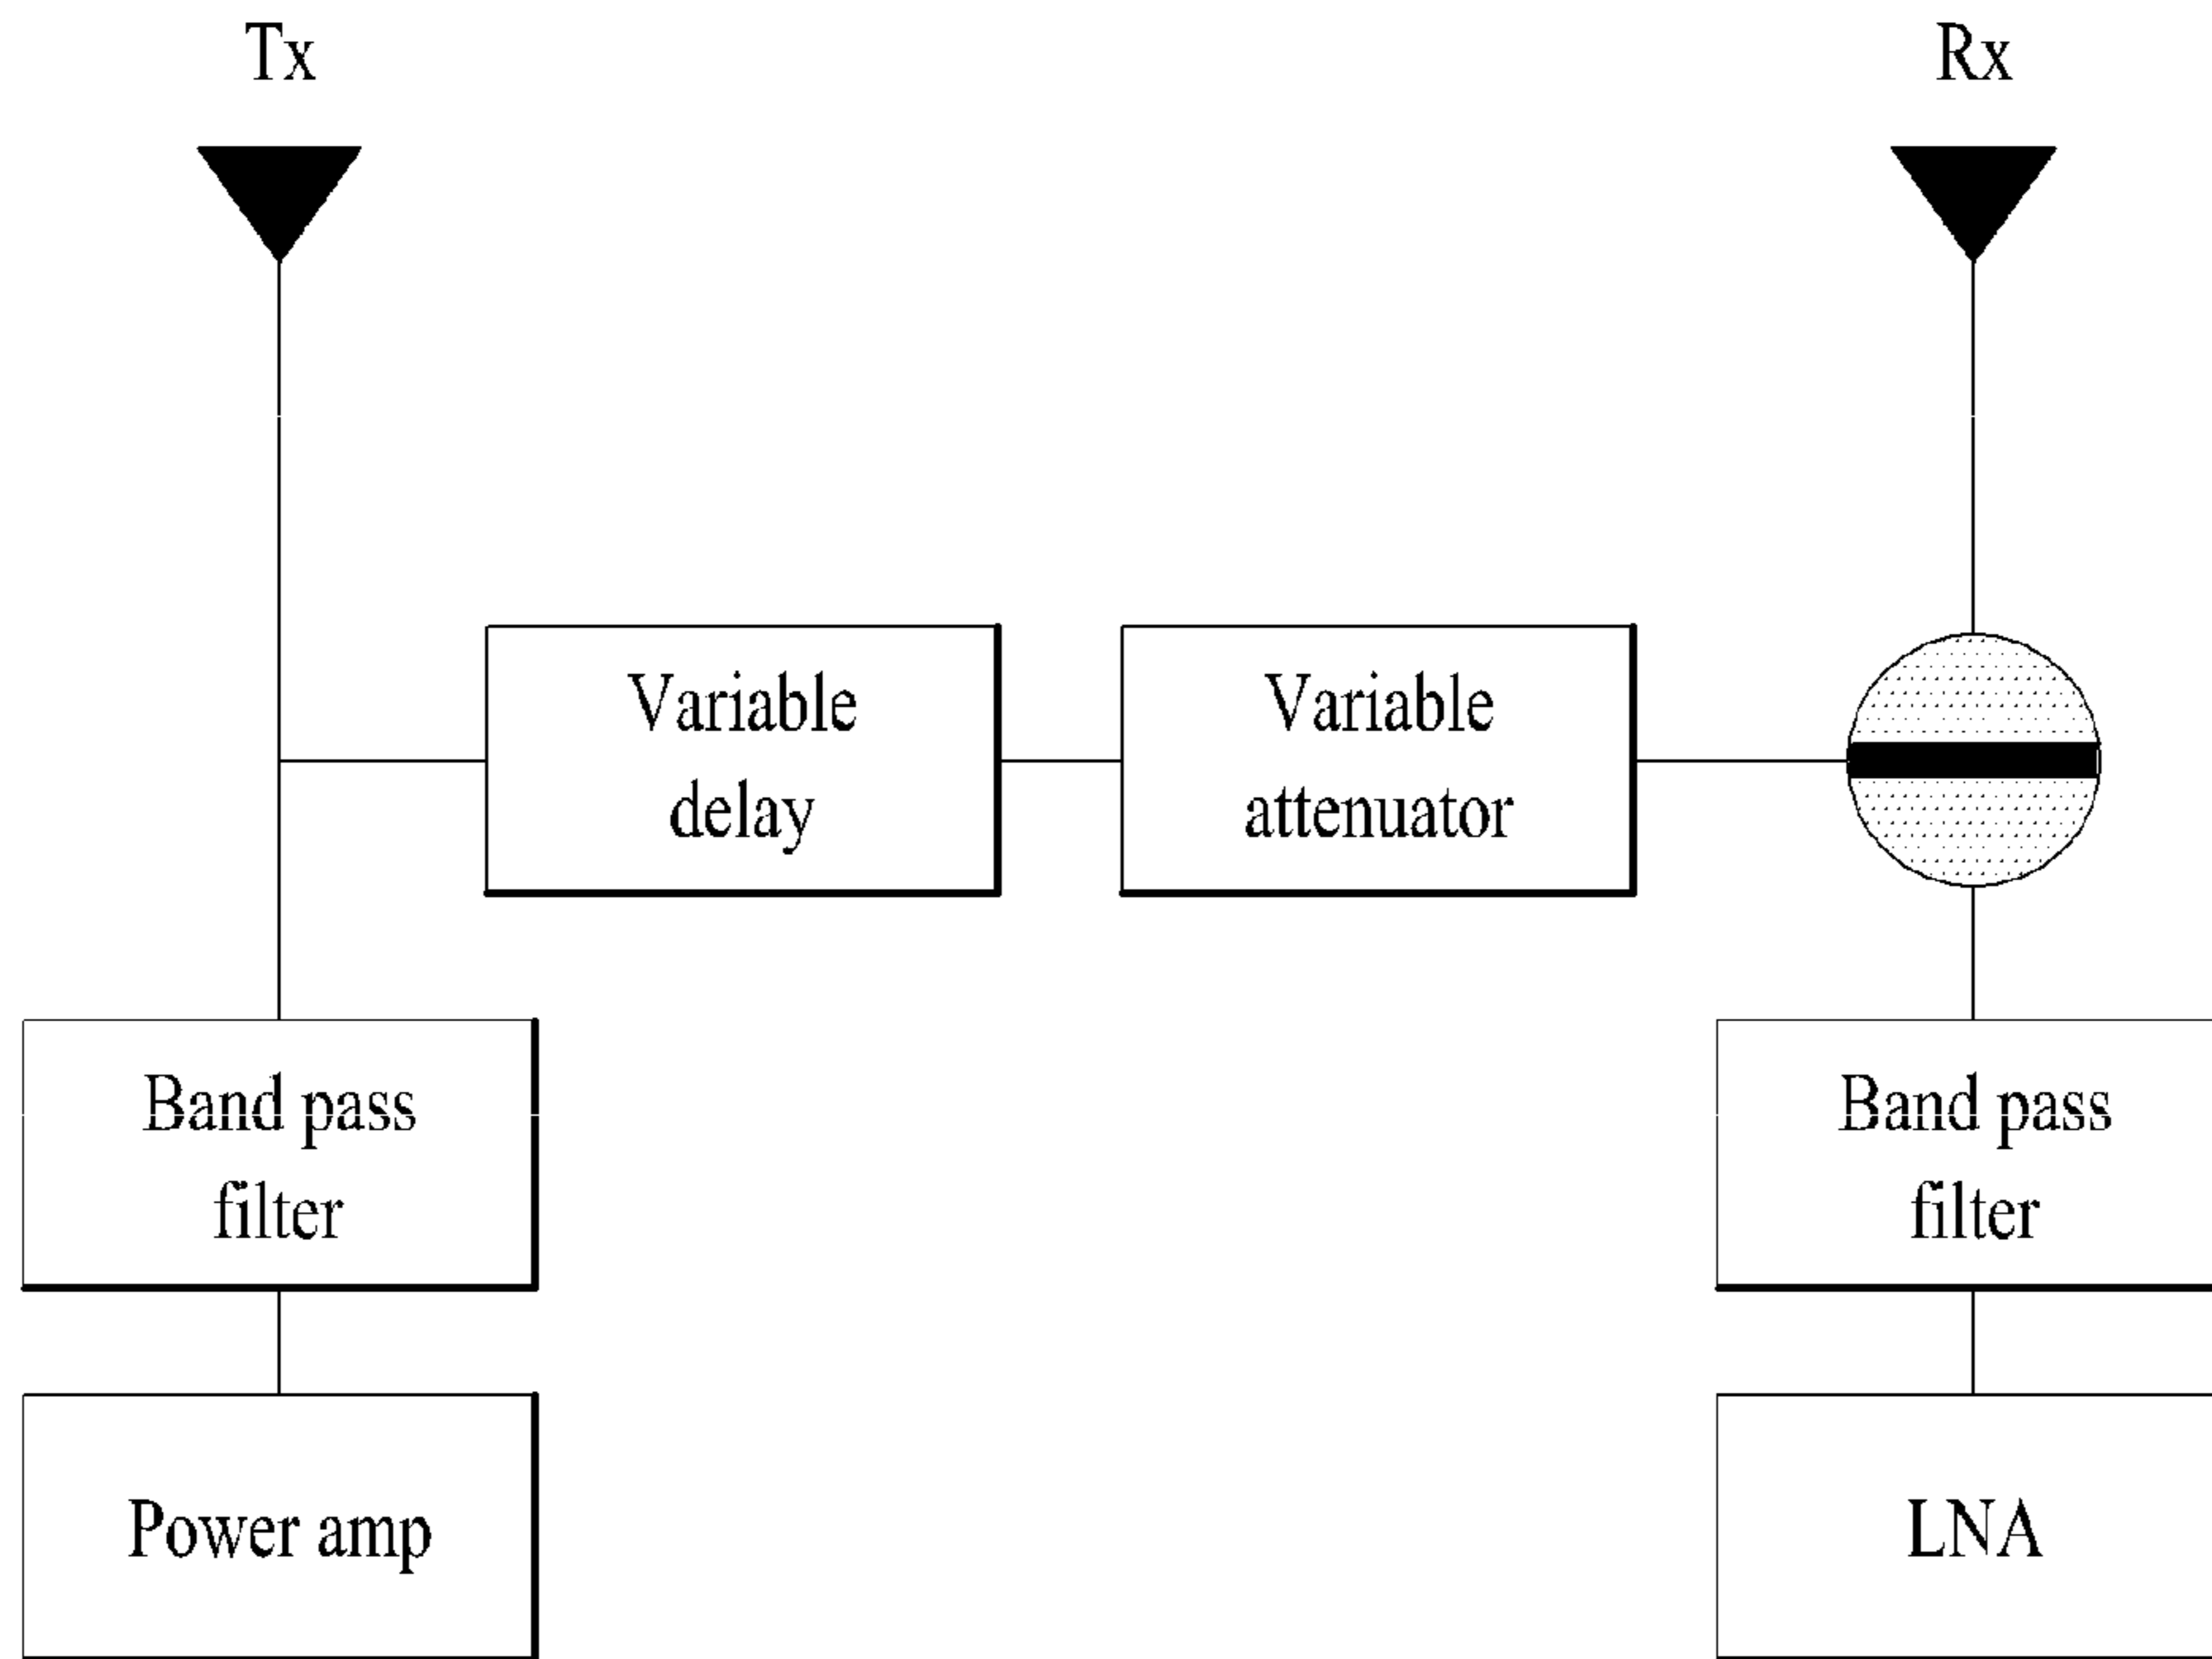 Tx
Rx
Variable
delay
Variable
attenuator
Band pass
filter
Band pass
filter
Power amp
LNA